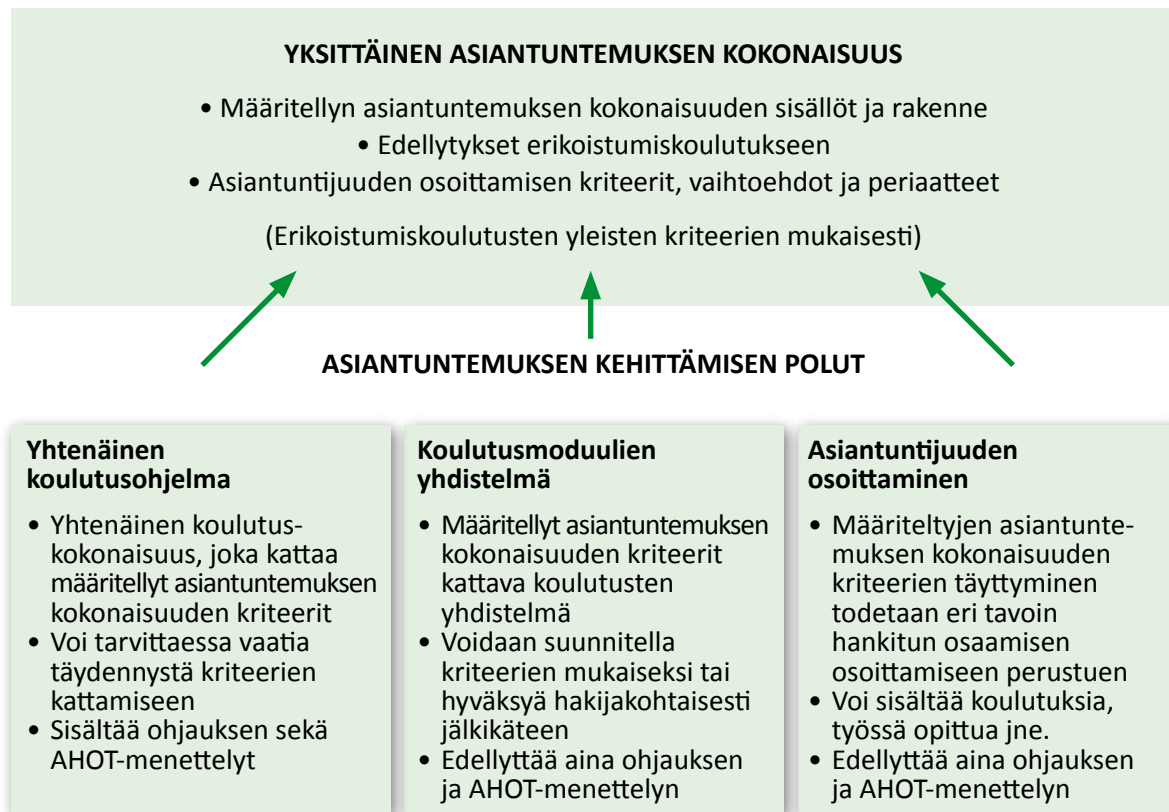 YKSITTÄINEN ASIANTUNTEMUKSEN KOKONAISUUS
• Määritellyn asiantuntemuksen kokonaisuuden sisällöt ja rakenne
• Edellytykset erikoistumiskoulutukseen
• Asiantuntijuuden osoittamisen kriteerit, vaihtoehdot ja periaatteet
(Erikoistumiskoulutusten yleisten kriteerien mukaisesti)
ASIANTUNTEMUKSEN KEHITTÄMISEN POLUT
Yhtenäinen
koulutusohjelma
• Yhtenäinen koulutus-
kokonaisuus, joka kattaa
määritellyt asiantuntemuksen
kokonaisuuden kriteerit
• Voi tarvittaessa vaatia
täydennystä kriteerien
kattamiseen
• Sisältää ohjauksen sekä
AHOT-menettelyt
Koulutusmoduulien
yhdistelmä
• Määritellyt asiantuntemuksen
kokonaisuuden kriteerit
kattava koulutusten
yhdistelmä
• Voidaan suunnitella
kriteerien mukaiseksi tai
hyväksyä hakijakohtaisesti
jälkikäteen
• Edellyttää aina ohjauksen
ja AHOT-menettelyn
Asiantuntijuuden
osoittaminen
• Määriteltyjen asiantunte-
muksen kokonaisuuden
kriteerien täyttyminen
todetaan eri tavoin
hankitun osaamisen
osoittamiseen perustuen
• Voi sisältää koulutuksia,
työssä opittua jne.
• Edellyttää aina ohjauksen
ja AHOT-menettelyn